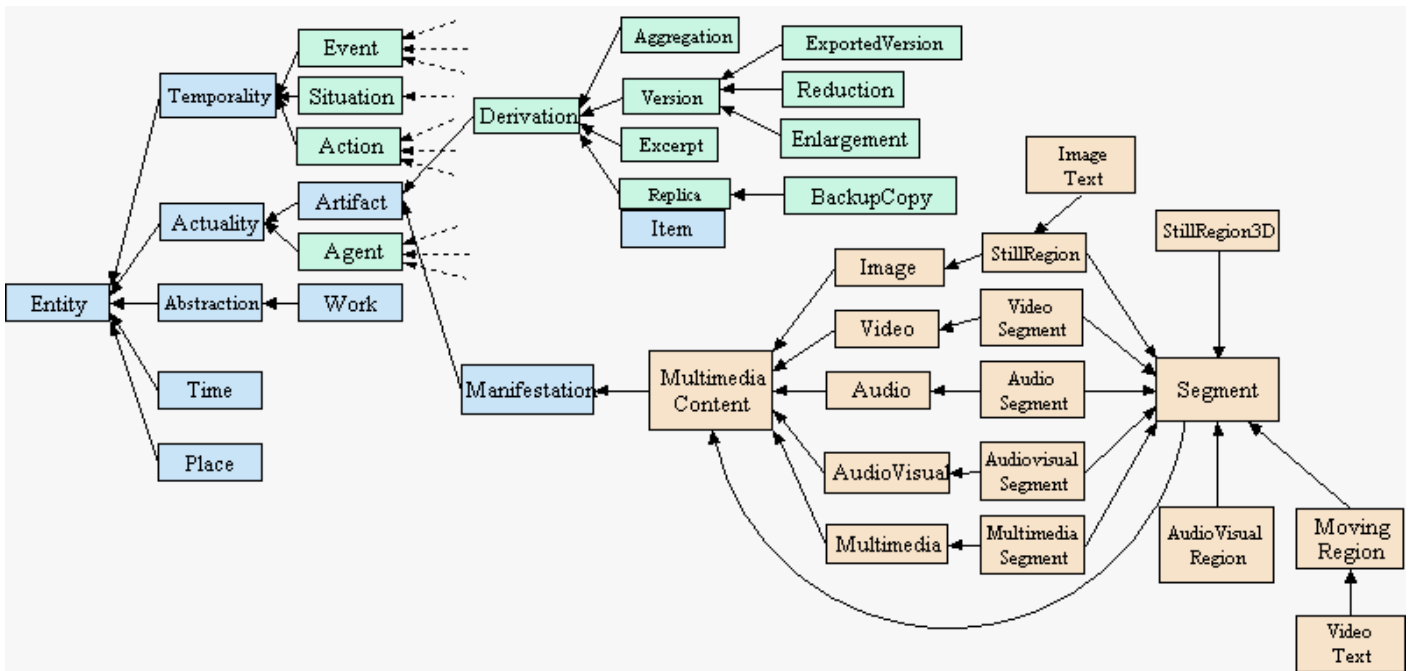 Event
Temporality
Situation
Action
Artifact
Actuality
Agent
Entity
Abstraction
Work
Time
Place
Derivation
Aggregation
Version
Excerpt
Replica
Item
ExportedVersion
Reduction
Enlargement
BackupCopy
Manifestation
Multimedia
Content
Image
Video
Audio
AudioVisual
Multimedia
Image
Text
StillRegion
Video
Segment
Audio
Segment
Audiovisual
Segment
Multimedia
Segment
StillRegion3D
Segment
AudioVisual
Region
Moving
Region
Video
Text